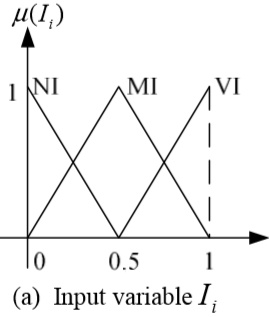 μ(I_i)
1 NI MI VI
0 0.5 1
(a) Input variable I_i